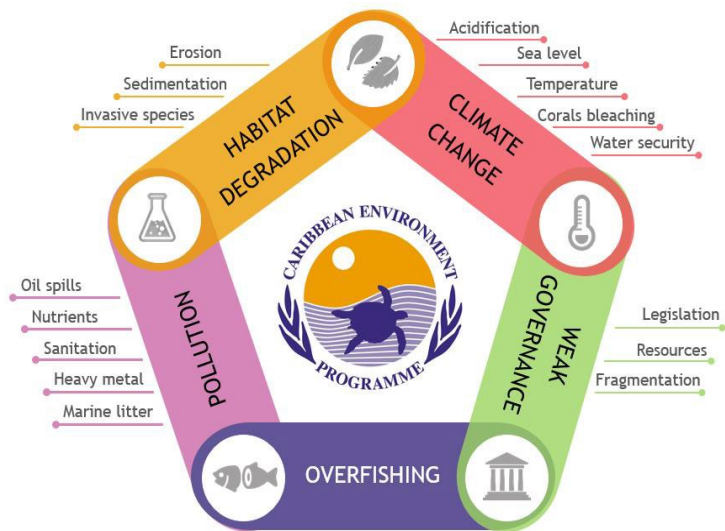 Erosion
Sedimentation
Invasive species
HABITAT
DEGRADATION
Acidification
Sea level
Temperature
Corals bleaching
Water security
CLIMATE
CHANGE
CARIBBEAN ENVIRONMENT
PROGRAMME
Oil spills
Nutrients
Sanitation
Heavy metal
Marine litter
POLLUTION
WEAK
GOVERNANCE
Legislation
Resources
Fragmentation
OVERFISHING